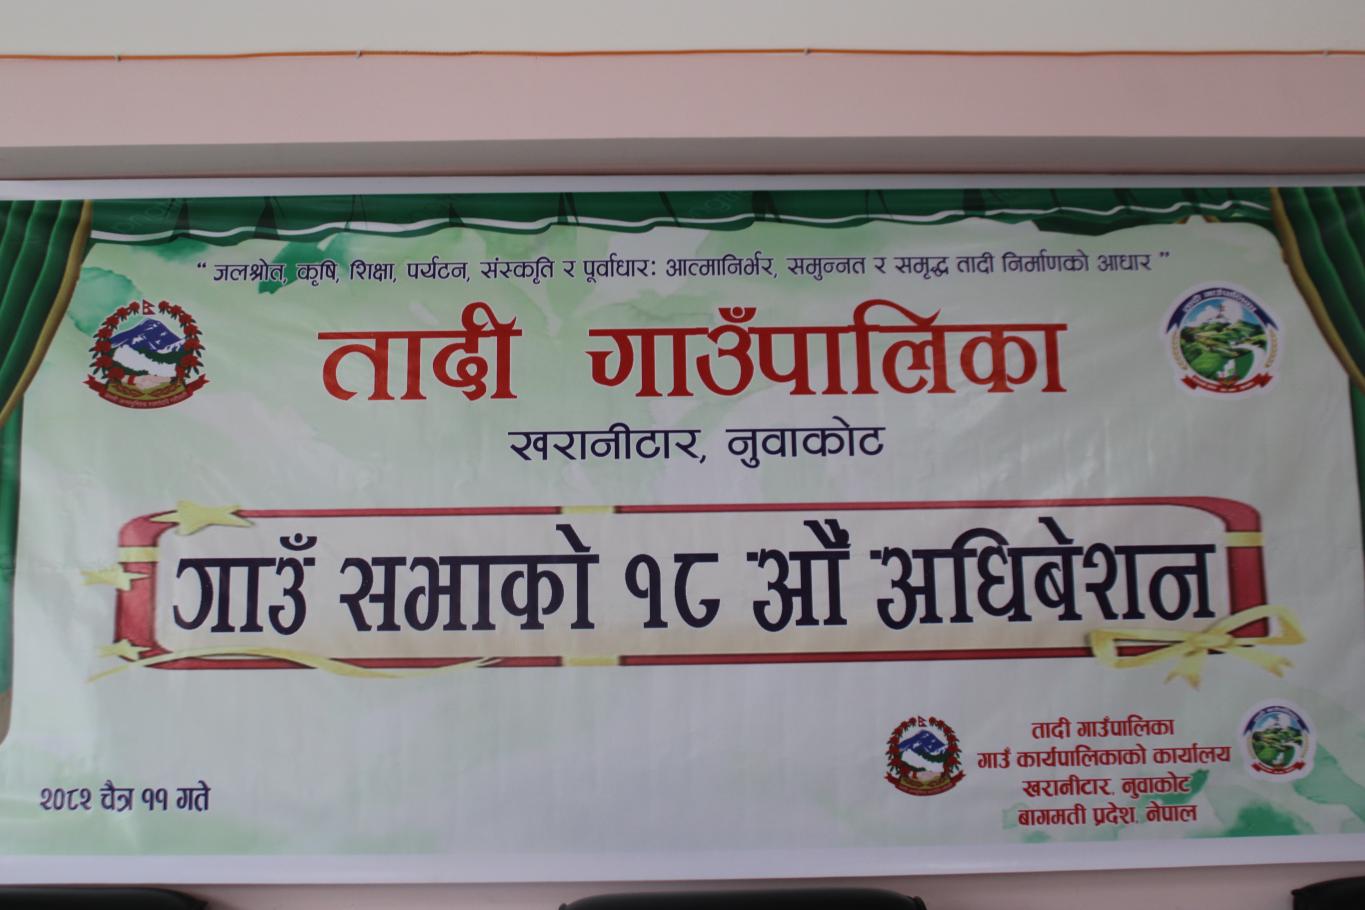 “ जलश्रोत, कृषि, शिक्षा, पर्यटन, संस्कृति र पूर्वाधारः आत्मानिर्भर, समुन्नत र समृद्ध तादी निर्माणको आधार ”
तादी गाउँपालिका
खरानीटार, नुवाकोट
गाउँ सभाको १८ औं अधिबेशन
तादी गाउँपालिका
गाउँ कार्यपालिकाको कार्यालय
खरानीटार, नुवाकोट
बागमती प्रदेश, नेपाल
२०८२ चैत्र ११ गते